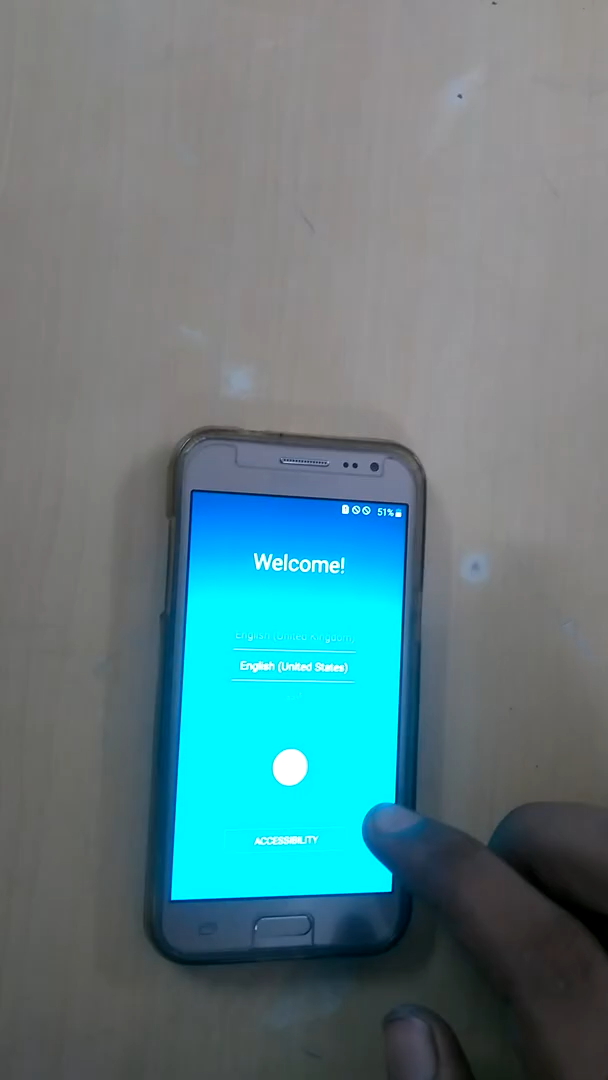 51%
Welcome!
English (United Kingdom)
English (United States)
ACCESSIBILITY